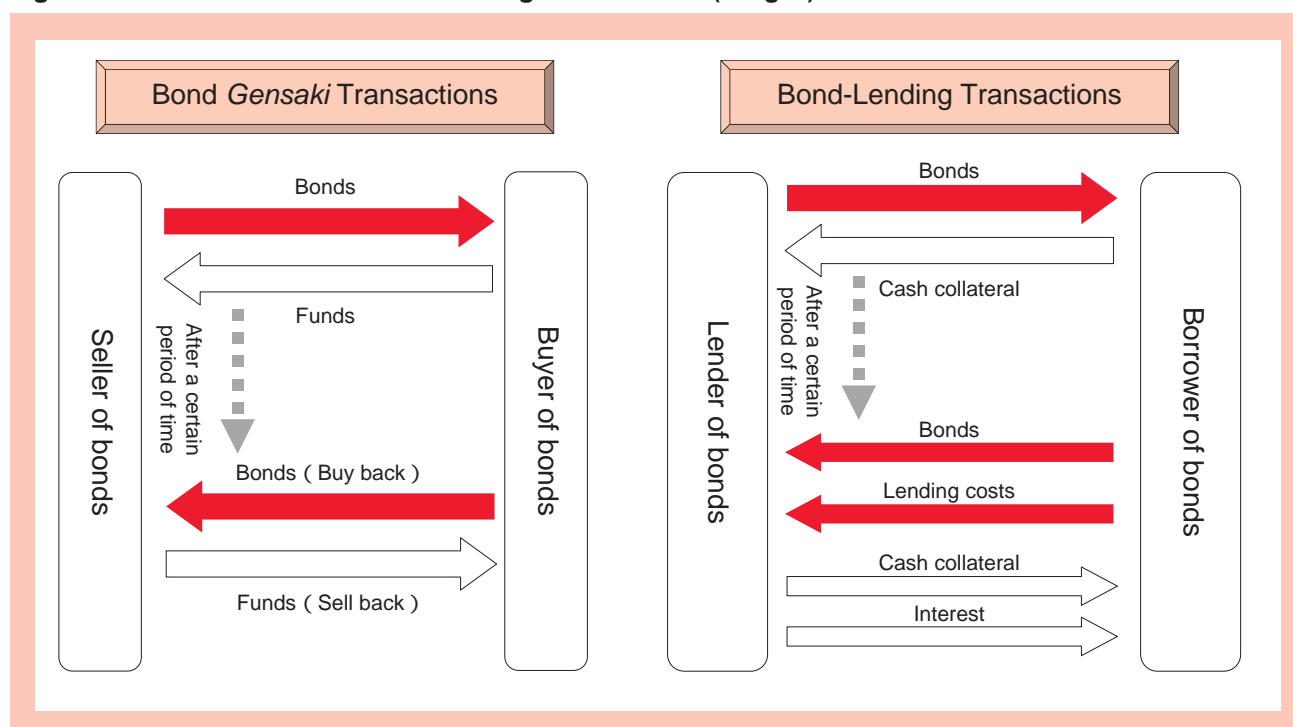 Bond Gensaki Transactions
Seller of bonds
Bonds
Funds
After a certain
period of time
Bonds ( Buy back )
Funds ( Sell back )
Buyer of bonds
Bond-Lending Transactions
Lender of bonds
Bonds
Cash collateral
After a certain
period of time
Bonds
Lending costs
Cash collateral
Interest
Borrower of bonds